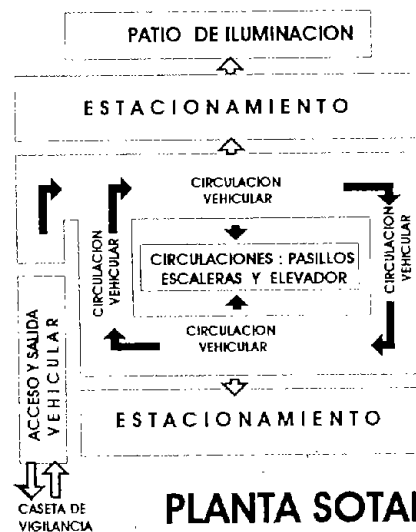 PATIO DE ILUMINACION
ESTACIONAMIENTO
CIRCULACION
VEHICULAR
CIRCULACION
VEHICULAR
CIRCULACIONES : PASILLOS
ESCALERAS Y ELEVADOR
CIRCULACION
VEHICULAR
CIRCULACION
VEHICULAR
ACCESO Y SALIDA
VEHICULAR
ESTACIONAMIENTO
CASETA DE
VIGILANCIA
PLANTA